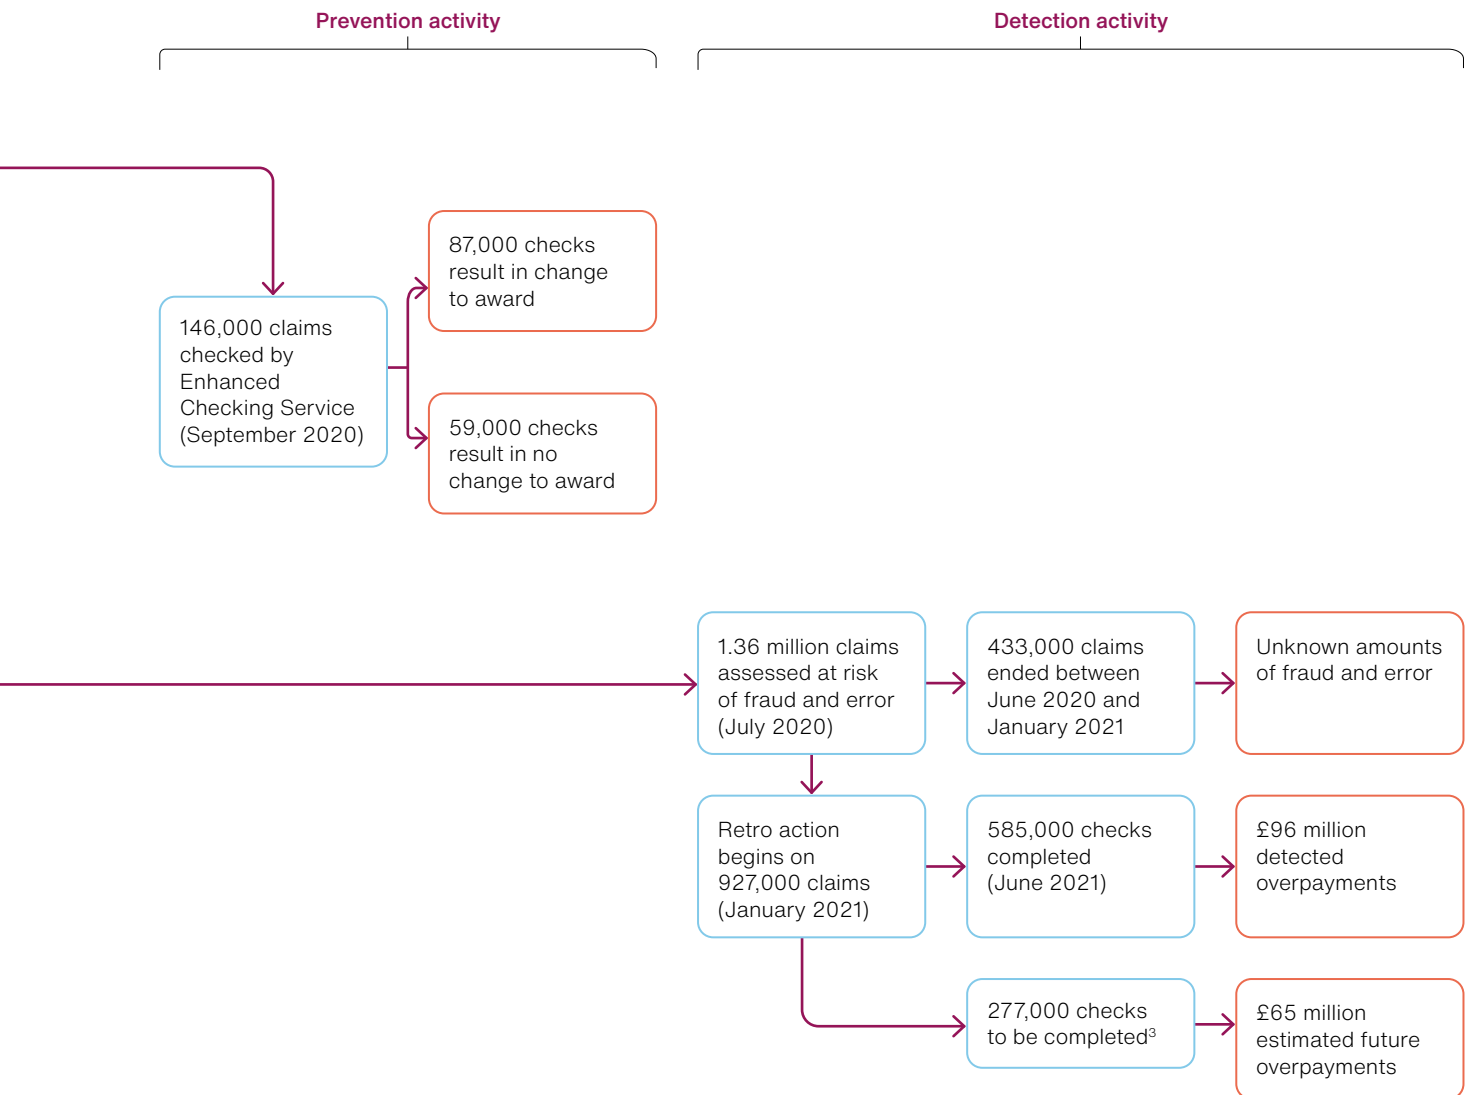 Prevention activity
Detection activity
87,000 checks
result in change
to award
146,000 claims
checked by
Enhanced
Checking Service
(September 2020)
59,000 checks
result in no
change to award
1.36 million claims
assessed at risk
of fraud and error
(July 2020)
433,000 claims
ended between
June 2020 and
January 2021
Unknown amounts
of fraud and error
Retro action
begins on
927,000 claims
(January 2021)
585,000 checks
completed
(June 2021)
£96 million
detected
overpayments
277,000 checks
to be completed³
£65 million
estimated future
overpayments